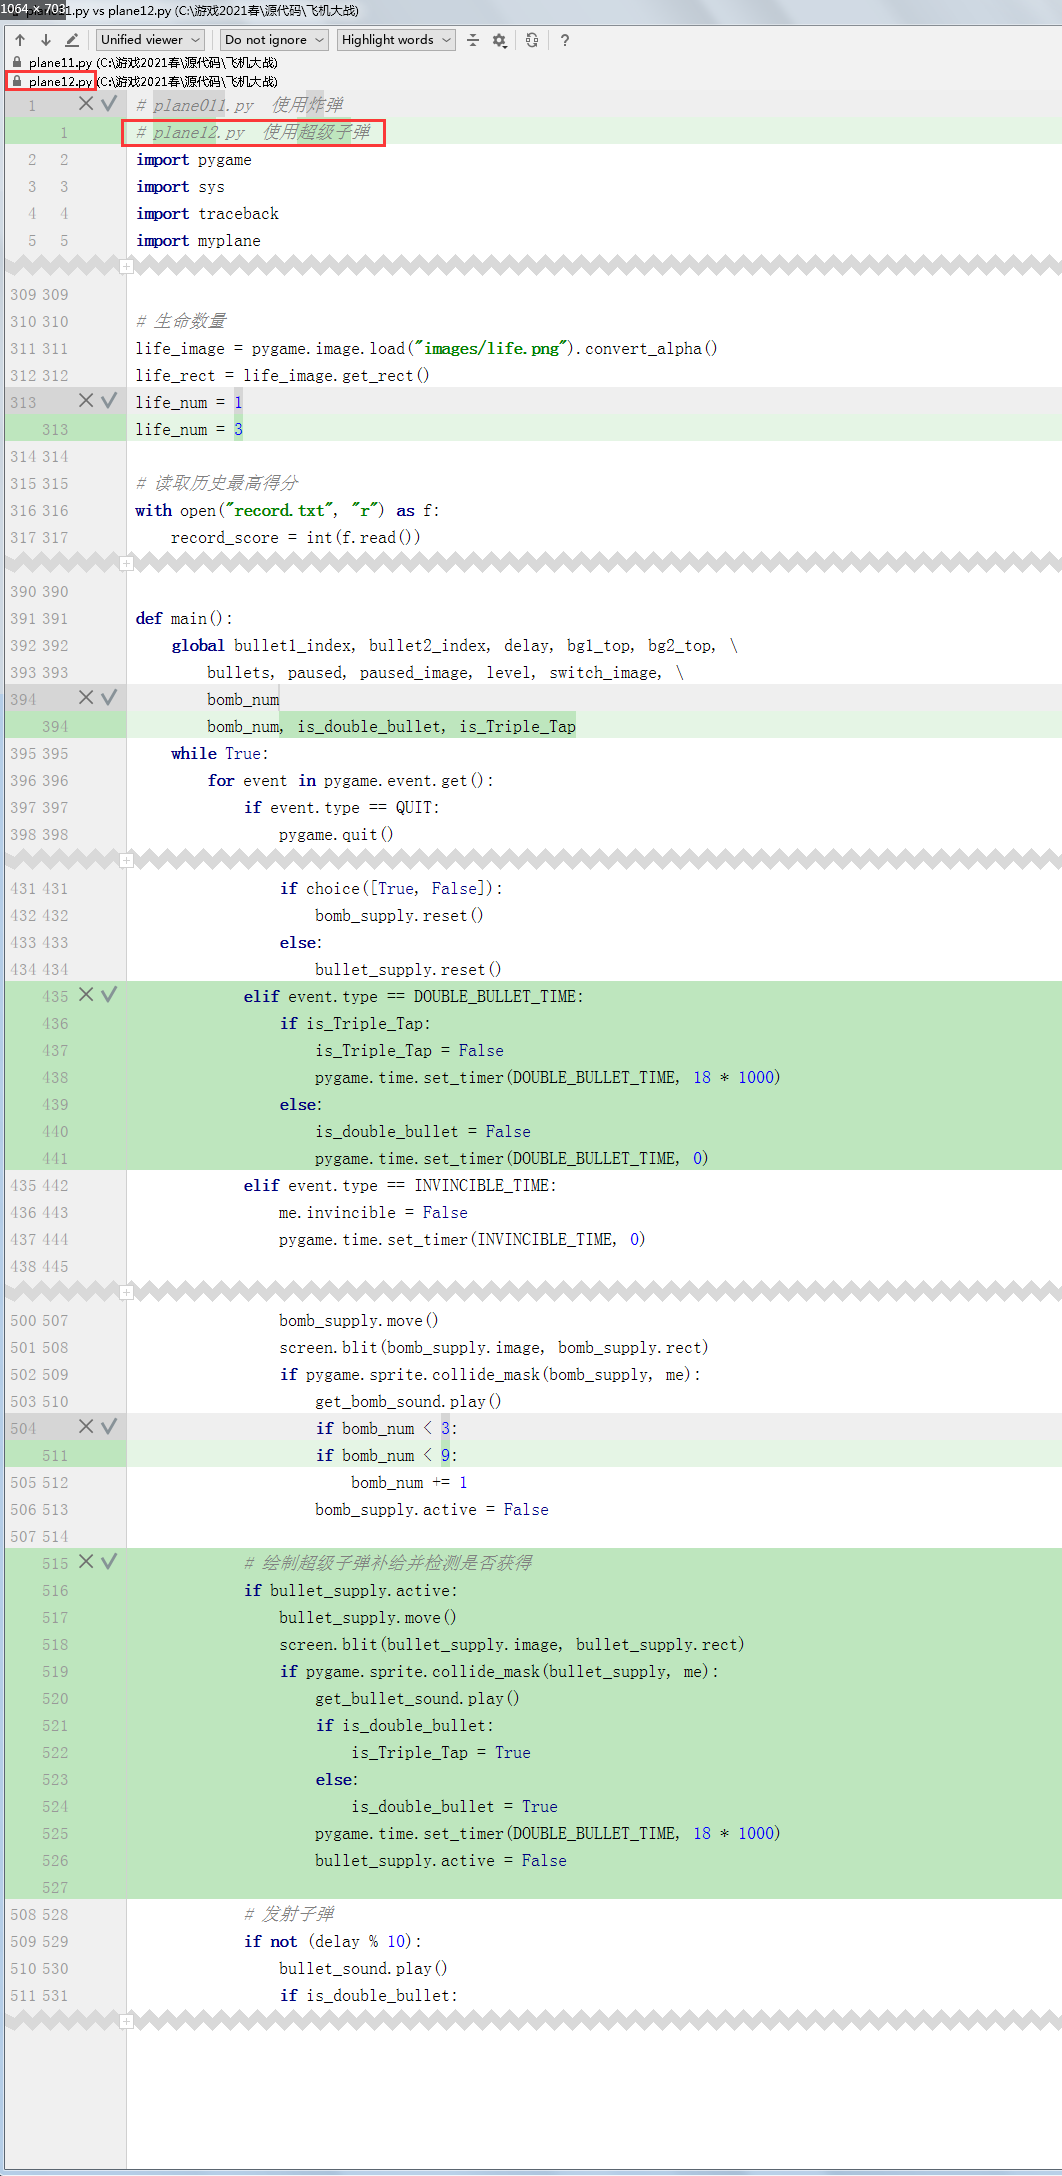 1064 × 703
1.py vs plane12.py (C:\游戏2021春\源代码\飞机大战)
Unified viewer Do not ignore Highlight words ?
plane11.py (C:\游戏2021春\源代码\飞机大战)
plane12.py (C:\游戏2021春\源代码\飞机大战)
1 # plane011.py 使用炸弹
1 # plane12.py 使用超级子弹
2 2 import pygame
3 3 import sys
4 4 import traceback
5 5 import myplane
309 309
310 310 # 生命数量
311 311 life_image = pygame.image.load("images/life.png").convert_alpha()
312 312 life_rect = life_image.get_rect()
313 life_num = 1
313 life_num = 3
314 314
315 315 # 读取历史最高得分
316 316 with open("record.txt", "r") as f:
317 317 record_score = int(f.read())
390 390
391 391 def main():
392 392 global bullet1_index, bullet2_index, delay, bg1_top, bg2_top, \
393 393 bullets, paused, paused_image, level, switch_image, \
394 bomb_num
394 bomb_num, is_double_bullet, is_Triple_Tap
395 395 while True:
396 396 for event in pygame.event.get():
397 397 if event.type == QUIT:
398 398 pygame.quit()
431 431 if choice([True, False]):
432 432 bomb_supply.reset()
433 433 else:
434 434 bullet_supply.reset()
435 elif event.type == DOUBLE_BULLET_TIME:
436 if is_Triple_Tap:
437 is_Triple_Tap = False
438 pygame.time.set_timer(DOUBLE_BULLET_TIME, 18 * 1000)
439 else:
440 is_double_bullet = False
441 pygame.time.set_timer(DOUBLE_BULLET_TIME, 0)
435 442 elif event.type == INVINCIBLE_TIME:
436 443 me.invincible = False
437 444 pygame.time.set_timer(INVINCIBLE_TIME, 0)
438 445
500 507 bomb_supply.move()
501 508 screen.blit(bomb_supply.image, bomb_supply.rect)
502 509 if pygame.sprite.collide_mask(bomb_supply, me):
503 510 get_bomb_sound.play()
504 if bomb_num < 3:
511 if bomb_num < 9:
505 512 bomb_num += 1
506 513 bomb_supply.active = False
507 514
515 # 绘制超级子弹补给并检测是否获得
516 if bullet_supply.active:
517 bullet_supply.move()
518 screen.blit(bullet_supply.image, bullet_supply.rect)
519 if pygame.sprite.collide_mask(bullet_supply, me):
520 get_bullet_sound.play()
521 if is_double_bullet:
522 is_Triple_Tap = True
523 else:
524 is_double_bullet = True
525 pygame.time.set_timer(DOUBLE_BULLET_TIME, 18 * 1000)
526 bullet_supply.active = False
527
508 528 # 发射子弹
509 529 if not (delay % 10):
510 530 bullet_sound.play()
511 531 if is_double_bullet: